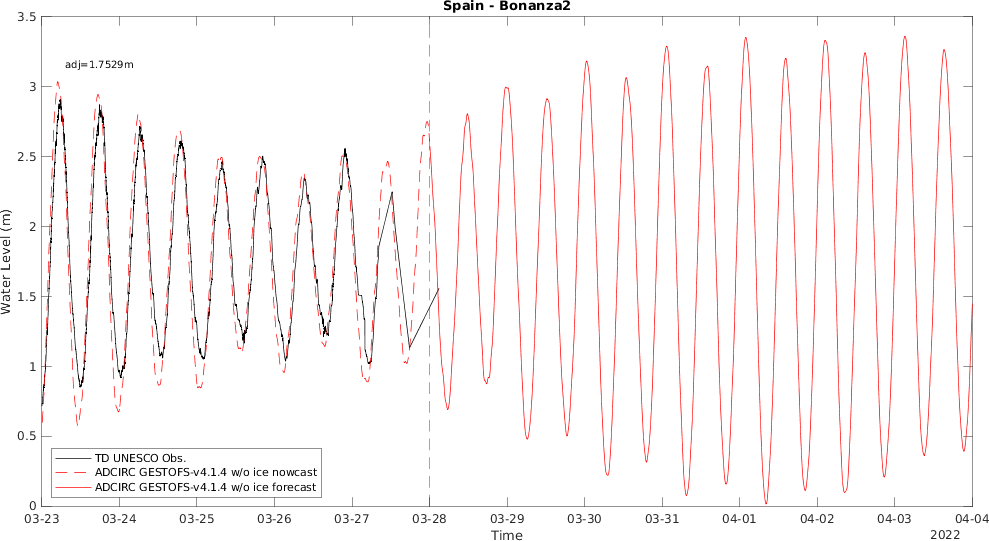 Spain - Bonanza2
adj=1.7529m
3.5
3
2.5
2
1.5
1
0.5
0
Water Level (m)
TD UNESCO Obs.
ADCIRC GESTOFS-v4.1.4 w/o ice nowcast
ADCIRC GESTOFS-v4.1.4 w/o ice forecast
03-23 03-24 03-25 03-26 03-27 03-28 03-29 03-30 03-31 04-01 04-02 04-03 04-04
Time
2022